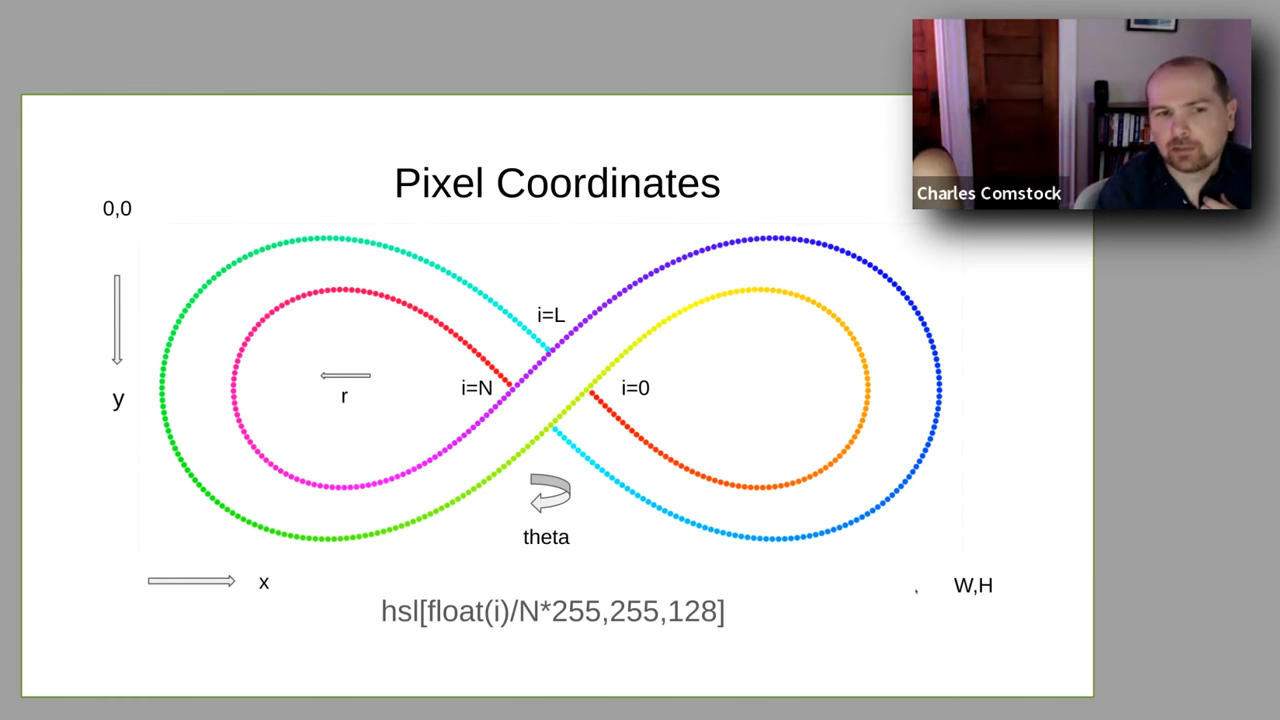 Charles Comstock
Pixel Coordinates
0,0
i=L
i=N
i=0
r
y
theta
x
W,H
hsl[float(i)/N*255,255,128]